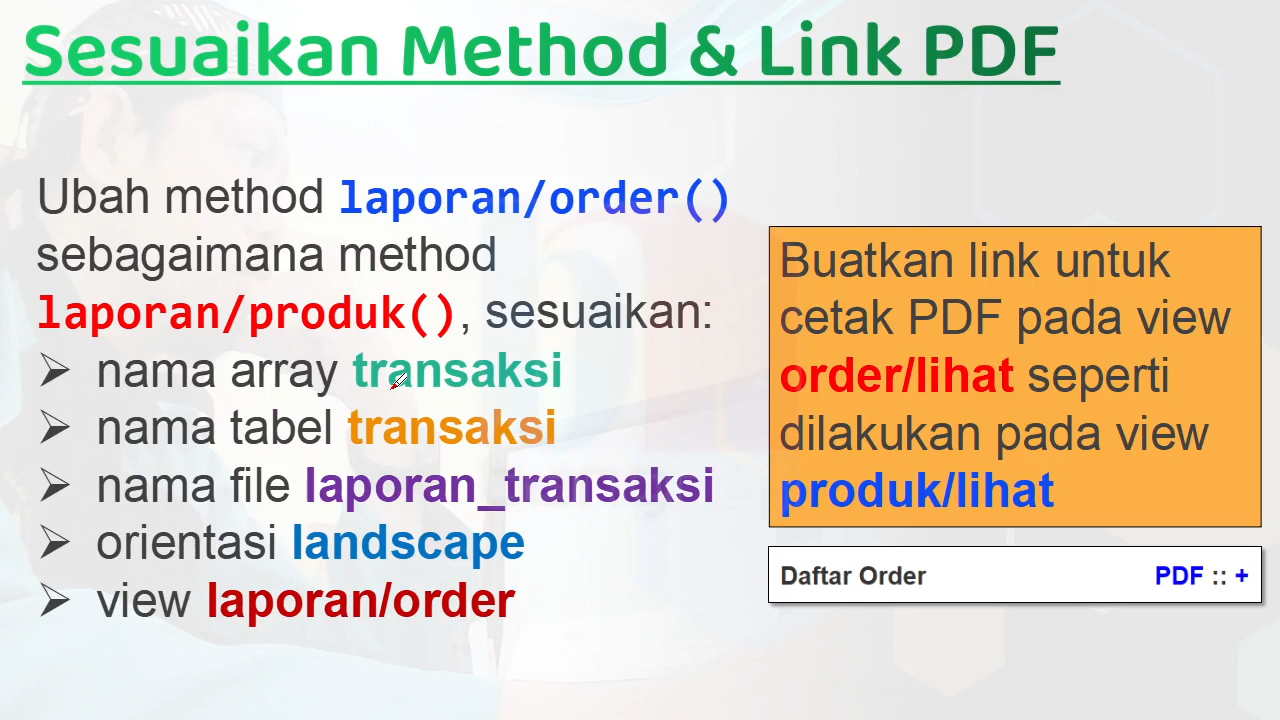 Sesuaikan Method & Link PDF
Ubah method laporan/order()
sebagaimana method
laporan/produk(), sesuaikan:
➢ nama array transaksi
➢ nama tabel transaksi
➢ nama file laporan_transaksi
➢ orientasi landscape
➢ view laporan/order
Buatkan link untuk
cetak PDF pada view
order/lihat seperti
dilakukan pada view
produk/lihat
Daftar Order PDF :: +